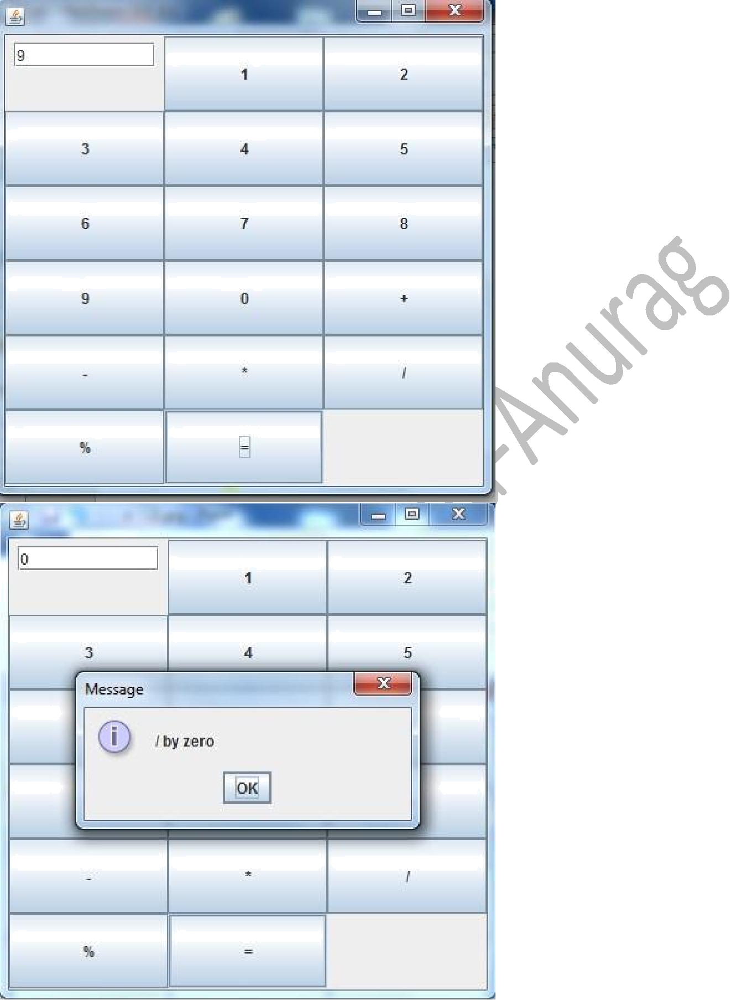 9
1 2
3 4 5
6 7 8
9 0 +
- * /
% =
-Anurag
0
1 2
3 4 5
Message
/ by zero
OK
- * /
% =